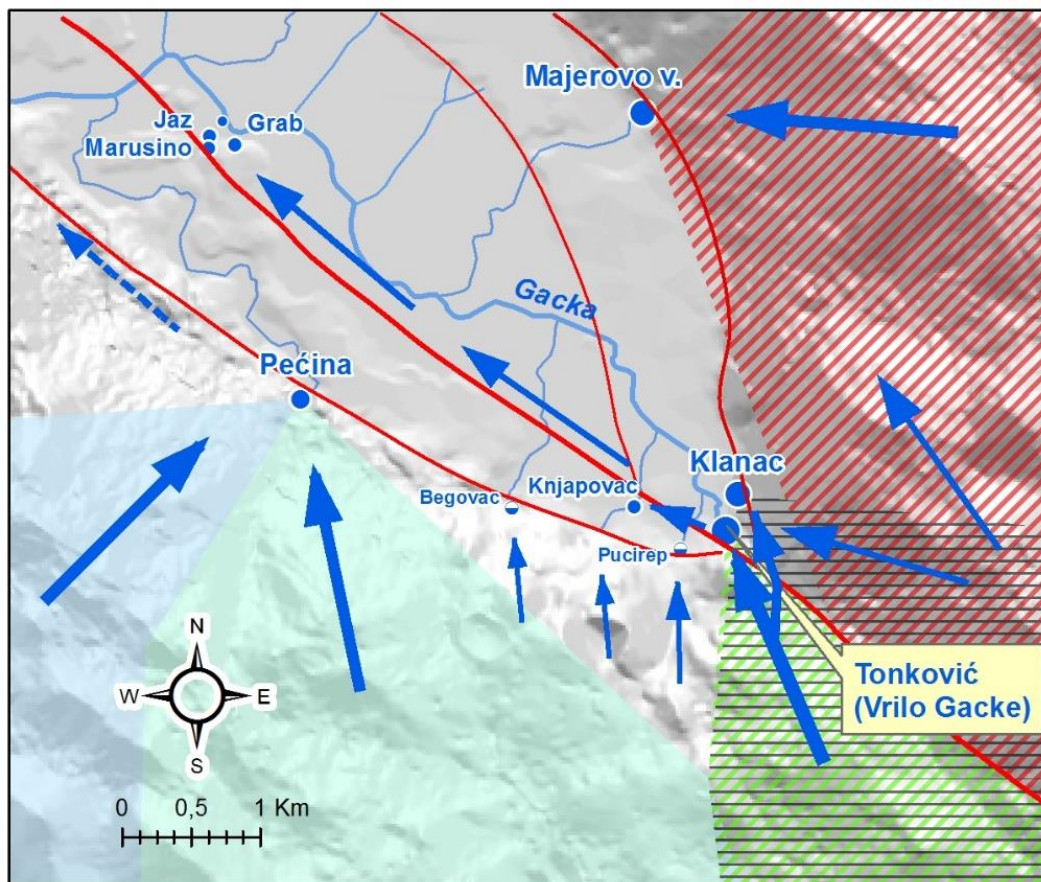 Majerovo v.
Jaz
Grab
Marusino
Gacka
Pećina
Klanac
Begovac
Knjapovac
Pucirep
N
W
E
S
Tonković
(Vrilo Gacke)
0 0,5 1 Km